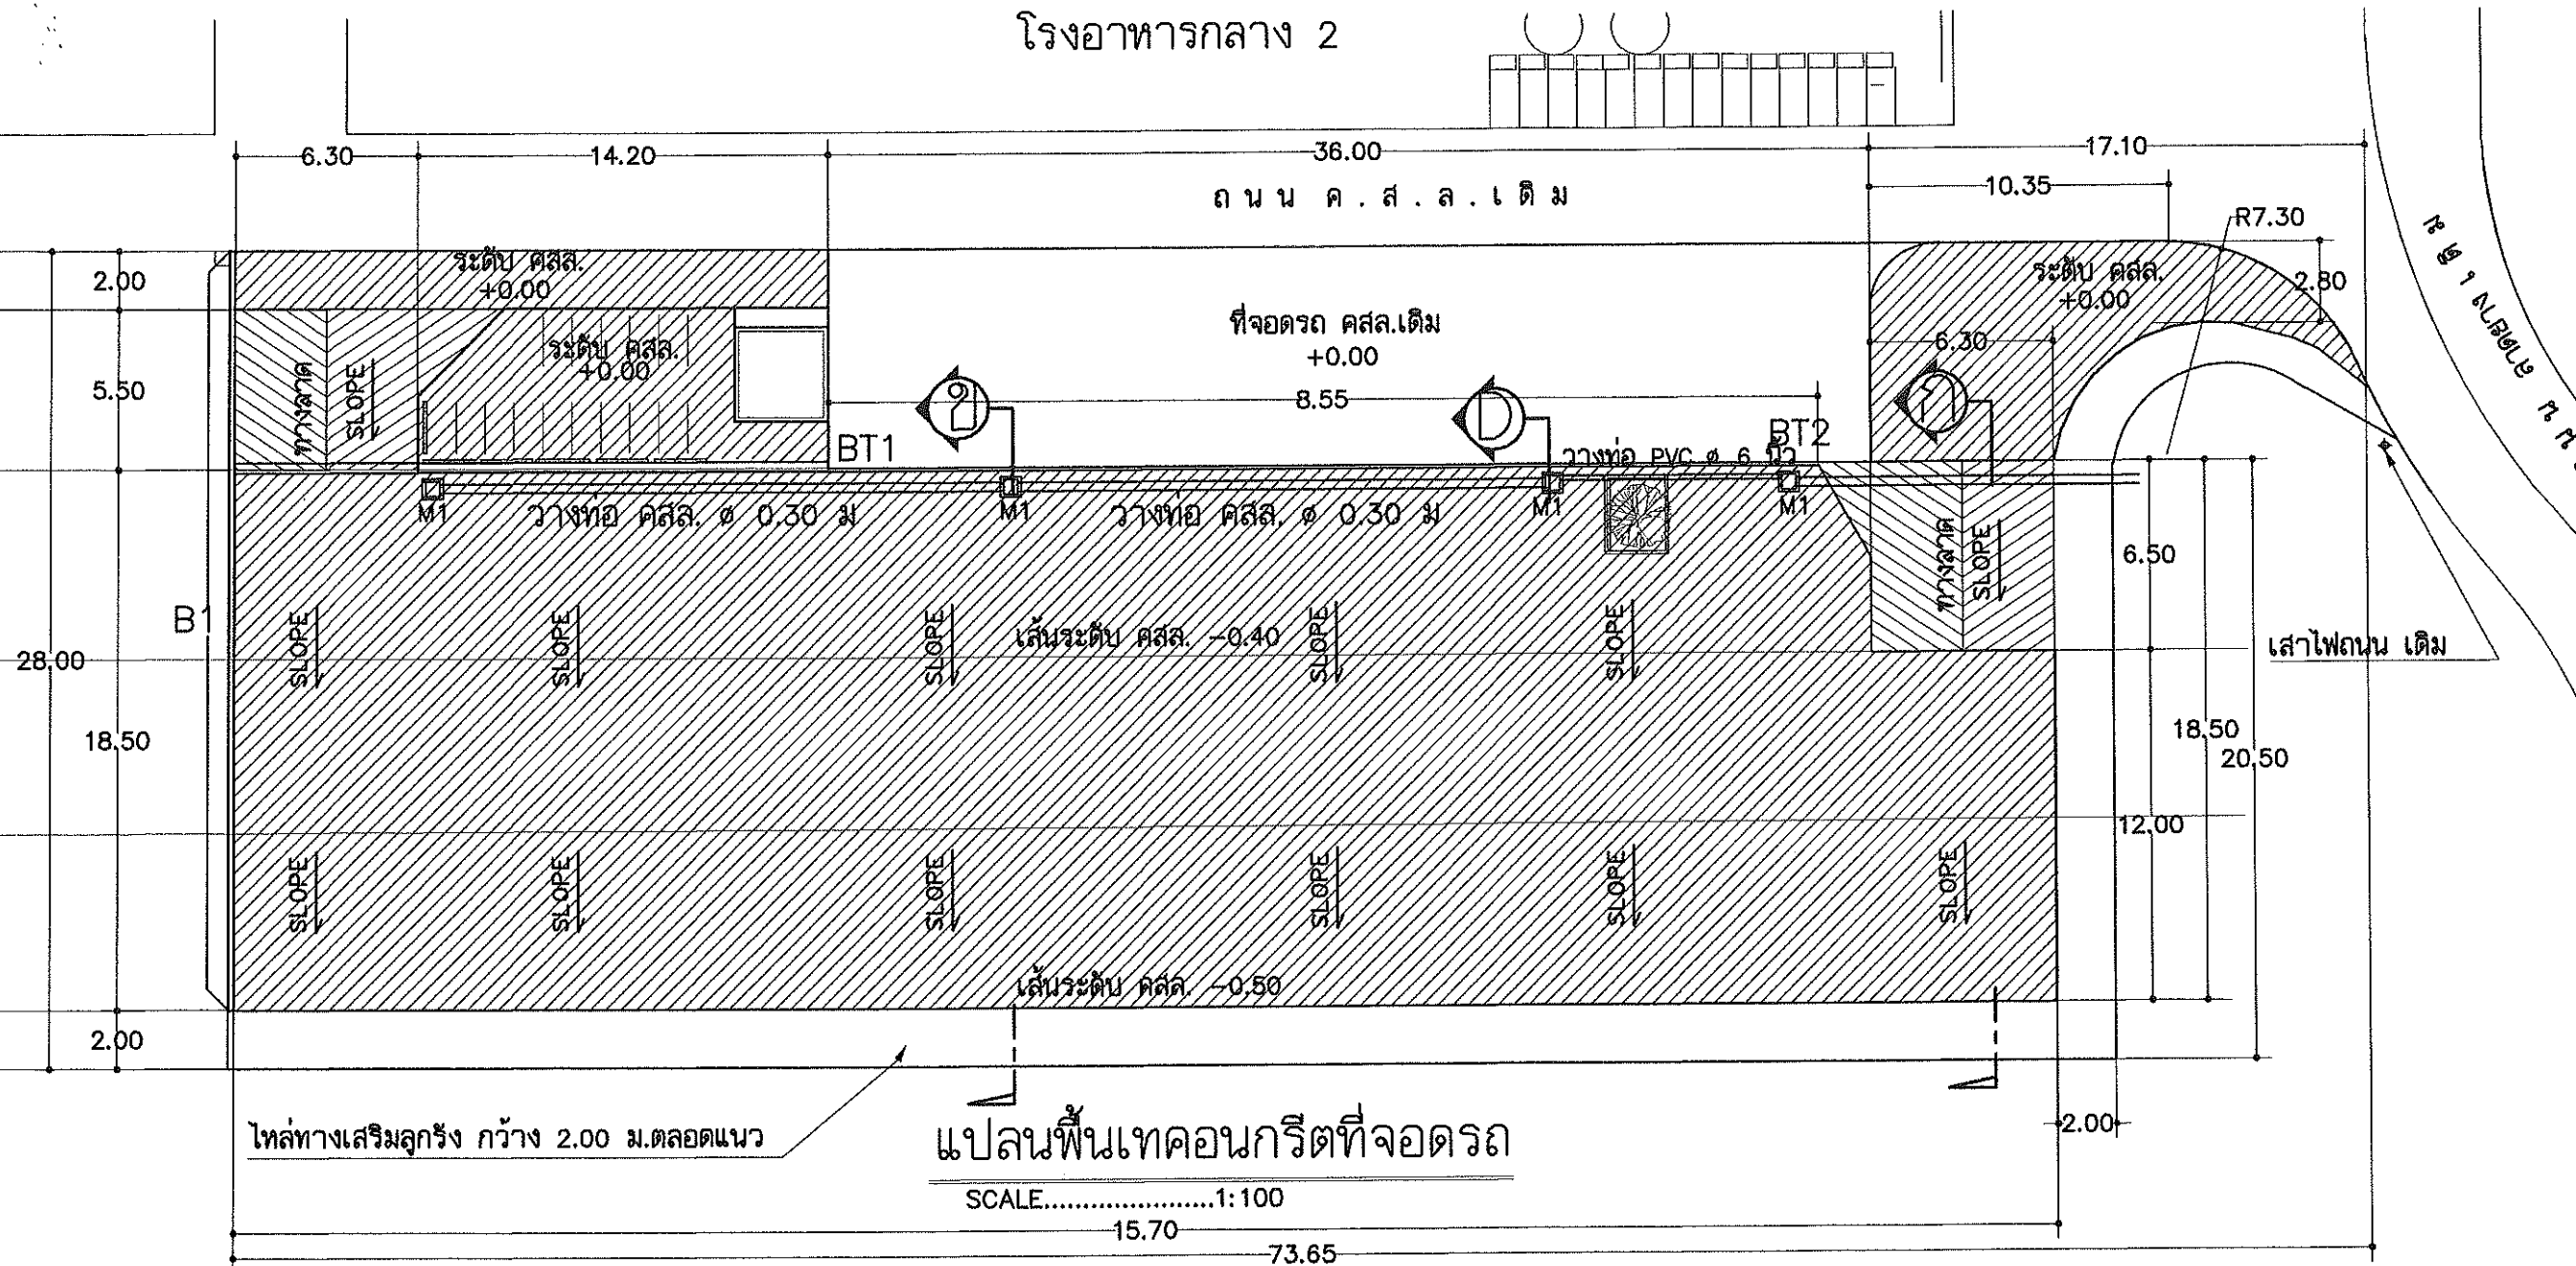 โรงอาหารกลาง 2
6.30
14.20
36.00
17.10
10.35
ถนน ค.ส.ล.เดิม
R7.30
2.00
ระดับ คสล.
+0.00
ระดับ คสล.
+0.00
2.80
ที่จอดรถ คสล.เดิม
+0.00
5.50
ทางลาด
SLOPE
ระดับ คสล.
+0.00
6.30
8.55
ข
ก
BT1
BT2
วางท่อ PVC ø 6 นิ้ว
M1
วางท่อ คสล. ø 0.30 ม
M1
วางท่อ คสล. ø 0.30 ม
M1
M1
ทางลาด
SLOPE
6.50
B1
SLOPE
SLOPE
SLOPE
เส้นระดับ คสล. -0.40
SLOPE
SLOPE
เสาไฟถนน เดิม
28.00
18.50
18.50
20.50
12.00
SLOPE
SLOPE
SLOPE
SLOPE
SLOPE
SLOPE
เส้นระดับ คสล. -0.50
2.00
ไหล่ทางเสริมลูกรัง กว้าง 2.00 ม.ตลอดแนว
2.00
แปลนพื้นเทคอนกรีตที่จอดรถ
SCALE......................1:100
15.70
73.65